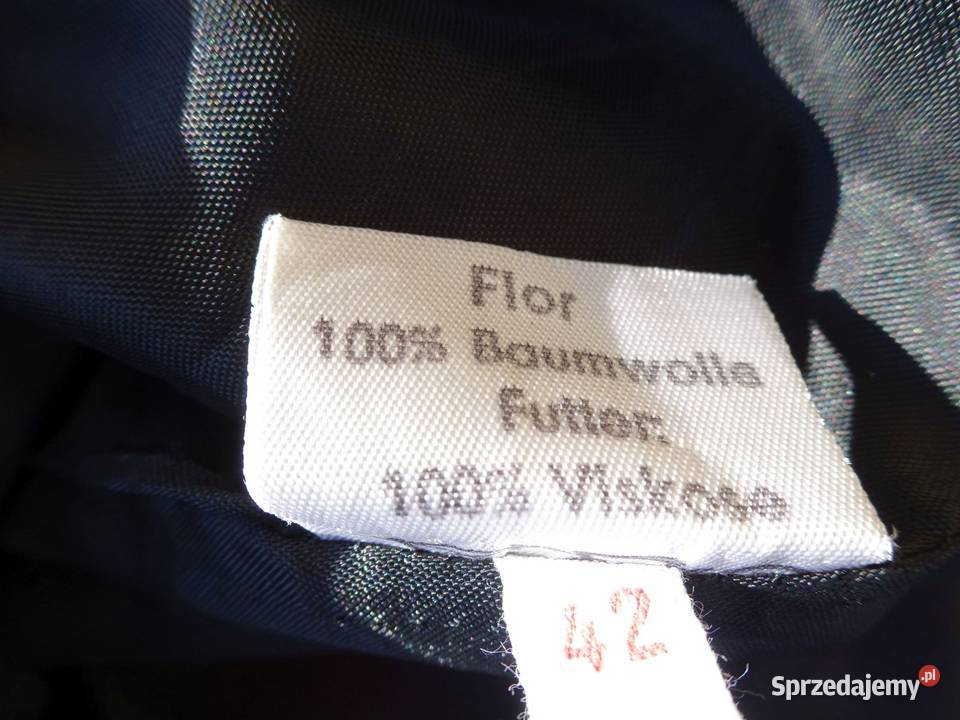 Flor
100% Baumwolle
Futter:
100% Viskose
42
Sprzedajemy.pl